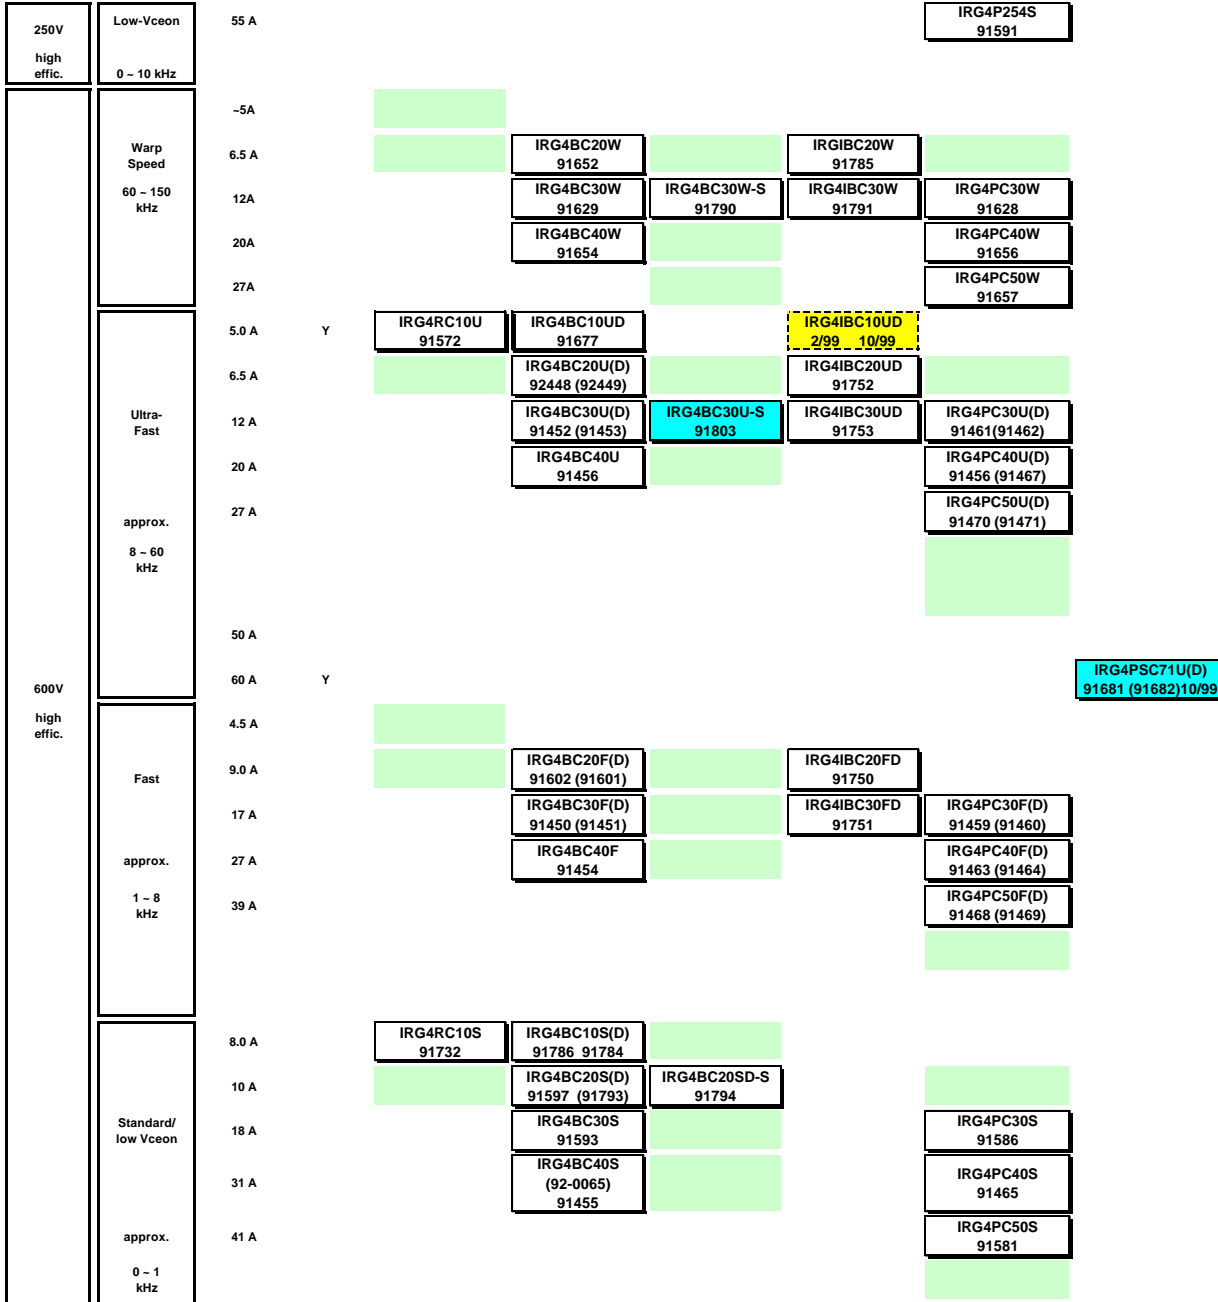 250V
high
effic.
Low-Vceon
0 ~ 10 kHz
55 A
IRG4P254S
91591
600V
high
effic.
Warp
Speed
60 ~ 150
kHz
~5A
6.5 A
IRG4BC20W
91652
IRGIBC20W
91785
12A
IRG4BC30W
91629
IRG4BC30W-S
91790
IRG4IBC30W
91791
IRG4PC30W
91628
20A
IRG4BC40W
91654
IRG4PC40W
91656
27A
IRG4PC50W
91657
Ultra-
Fast
approx.
8 ~ 60
kHz
5.0 A
Y
IRG4RC10U
91572
IRG4BC10UD
91677
IRG4IBC10UD
2/99 10/99
6.5 A
IRG4BC20U(D)
92448 (92449)
IRG4IBC20UD
91752
12 A
IRG4BC30U(D)
91452 (91453)
IRG4BC30U-S
91803
IRG4IBC30UD
91753
IRG4PC30U(D)
91461(91462)
20 A
IRG4BC40U
91456
IRG4PC40U(D)
91456 (91467)
27 A
IRG4PC50U(D)
91470 (91471)
50 A
60 A
Y
IRG4PSC71U(D)
91681 (91682)10/99
Fast
approx.
1 ~ 8
kHz
4.5 A
9.0 A
IRG4BC20F(D)
91602 (91601)
IRG4IBC20FD
91750
17 A
IRG4BC30F(D)
91450 (91451)
IRG4IBC30FD
91751
IRG4PC30F(D)
91459 (91460)
27 A
IRG4BC40F
91454
IRG4PC40F(D)
91463 (91464)
39 A
IRG4PC50F(D)
91468 (91469)
Standard/
low Vceon
approx.
0 ~ 1
kHz
8.0 A
IRG4RC10S
91732
IRG4BC10S(D)
91786 91784
10 A
IRG4BC20S(D)
91597 (91793)
IRG4BC20SD-S
91794
18 A
IRG4BC30S
91593
IRG4PC30S
91586
31 A
IRG4BC40S
(92-0065)
91455
IRG4PC40S
91465
41 A
IRG4PC50S
91581